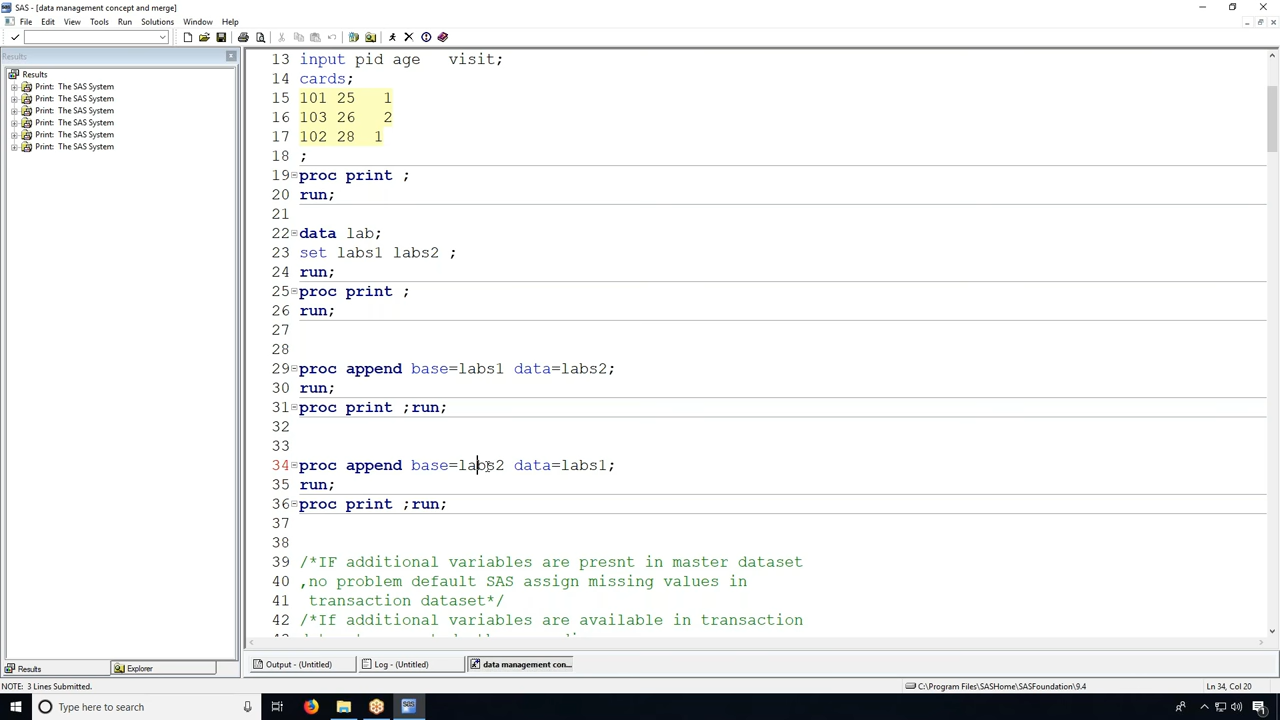 SAS - [data management concept and merge]
File Edit View Tools Run Solutions Window Help
Results
Results
Print: The SAS System
Print: The SAS System
Print: The SAS System
Print: The SAS System
Print: The SAS System
Print: The SAS System
13 input pid age visit;
14 cards;
15 101 25 1
16 103 26 2
17 102 28 1
18 ;
19 proc print ;
20 run;
21
22 data lab;
23 set labs1 labs2 ;
24 run;
25 proc print ;
26 run;
27
28
29 proc append base=labs1 data=labs2;
30 run;
31 proc print ;run;
32
33
34 proc append base=labs2 data=labs1;
35 run;
36 proc print ;run;
37
38
39 /*IF additional variables are presnt in master dataset
40 ,no problem default SAS assign missing values in
41 transaction dataset*/
42 /*If additional variables are available in transaction
Results Explorer
Output - (Untitled) Log - (Untitled) data management con...
NOTE: 3 Lines Submitted.
C:\Program Files\SASHome\SASFoundation\9.4
Ln 34, Col 20
Type here to search